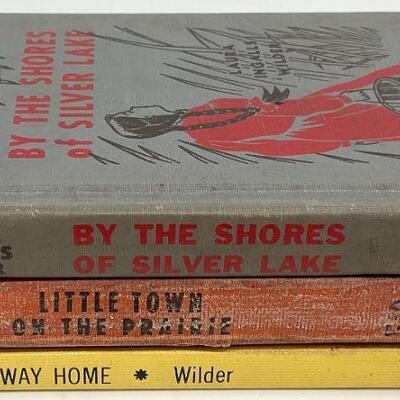 BY THE SHORES
of SILVER LAKE
LAURA
INGALLS
WILDER
BY THE SHORES
OF SILVER LAKE
LITTLE TOWN
ON THE PRAIRIE
WAY HOME * Wilder